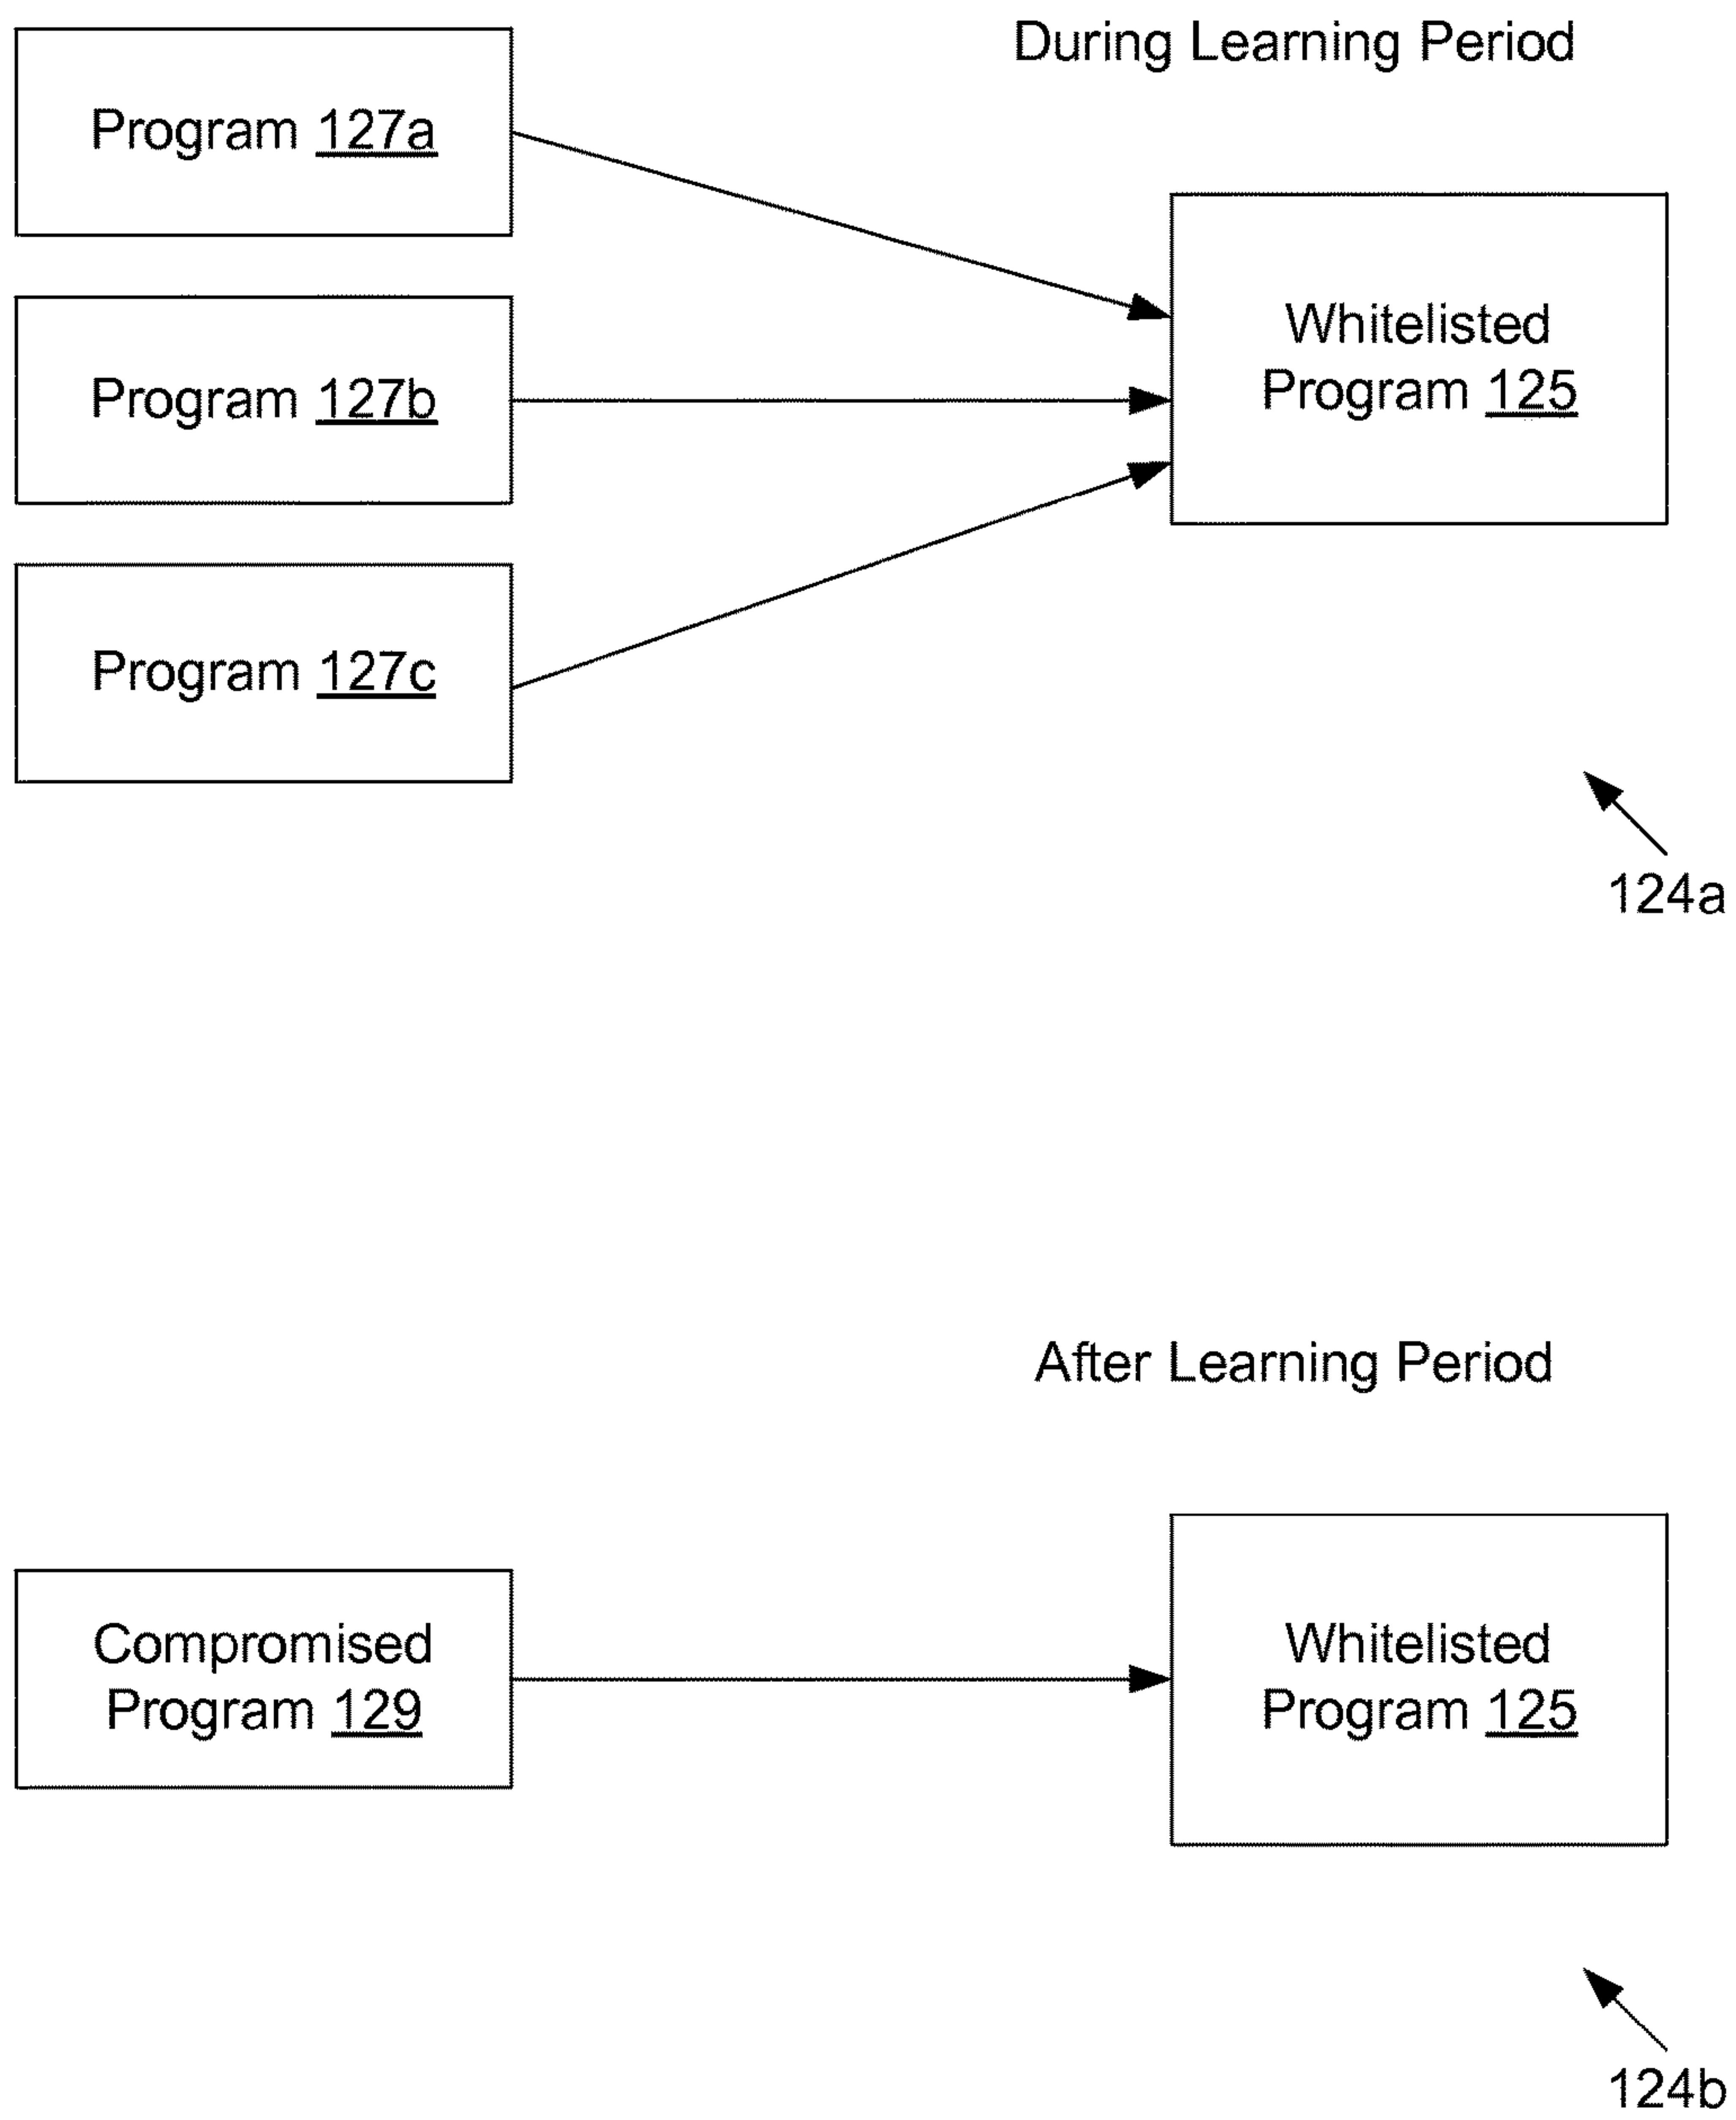 During Learning Period
Program 127a
Whitelisted
Program 125
Program 127b
Program 127c
124a
After Learning Period
Compromised
Program 129
Whitelisted
Program 125
124b